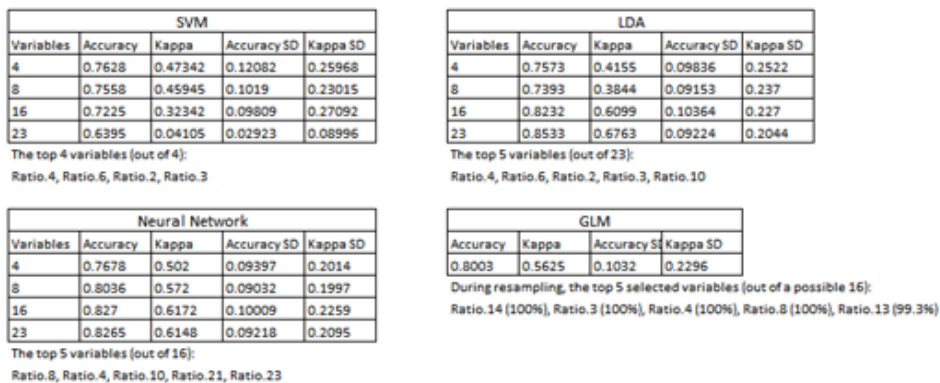 SVM
Variables Accuracy Kappa Accuracy SD Kappa SD
4 0.7628 0.47342 0.12082 0.25968
8 0.7558 0.45945 0.1019 0.23015
16 0.7225 0.32342 0.09809 0.27092
23 0.6395 0.04105 0.02923 0.08996
The top 4 variables (out of 4):
Ratio.4, Ratio.6, Ratio.2, Ratio.3
LDA
Variables Accuracy Kappa Accuracy SD Kappa SD
4 0.7573 0.4155 0.09836 0.2522
8 0.7393 0.3844 0.09153 0.237
16 0.8232 0.6099 0.10364 0.227
23 0.8533 0.6763 0.09224 0.2044
The top 5 variables (out of 23):
Ratio.4, Ratio.6, Ratio.2, Ratio.3, Ratio.10
Neural Network
Variables Accuracy Kappa Accuracy SD Kappa SD
4 0.7678 0.502 0.09397 0.2014
8 0.8036 0.572 0.09032 0.1997
16 0.827 0.6172 0.10009 0.2259
23 0.8265 0.6148 0.09218 0.2095
The top 5 variables (out of 16):
Ratio.8, Ratio.4, Ratio.10, Ratio.21, Ratio.23
GLM
Accuracy Kappa Accuracy SD Kappa SD
0.8003 0.5625 0.1032 0.2296
During resampling, the top 5 selected variables (out of a possible 16):
Ratio.14 (100%), Ratio.3 (100%), Ratio.4 (100%), Ratio.8 (100%), Ratio.13 (99.3%)